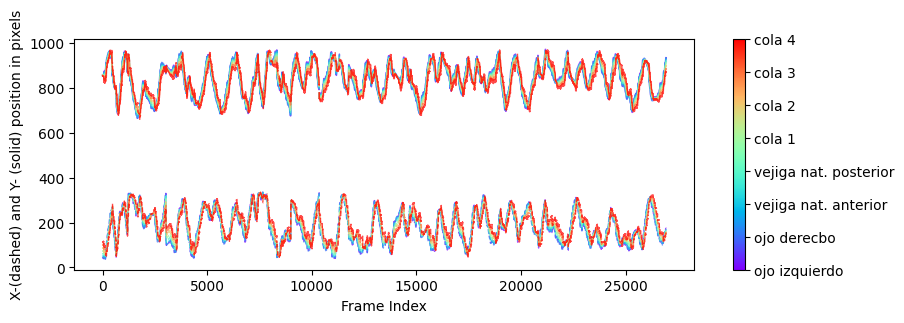 X-(dashed) and Y- (solid) position in pixels
1000
800
600
400
200
0
0 5000 10000 15000 20000 25000
Frame Index
cola 4
cola 3
cola 2
cola 1
vejiga nat. posterior
vejiga nat. anterior
ojo derecbo
ojo izquierdo